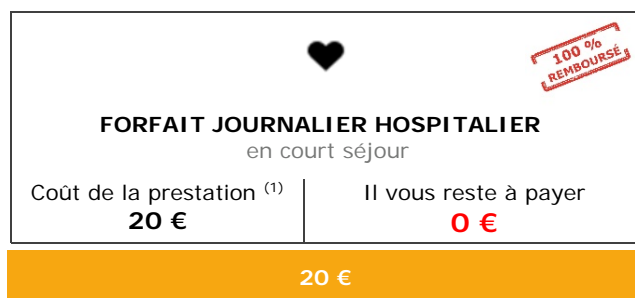 100 %
REMBOURSÉ
FORFAIT JOURNALIER HOSPITALIER
en court séjour
Coût de la prestation (1)
20 €
Il vous reste à payer
0 €
20 €